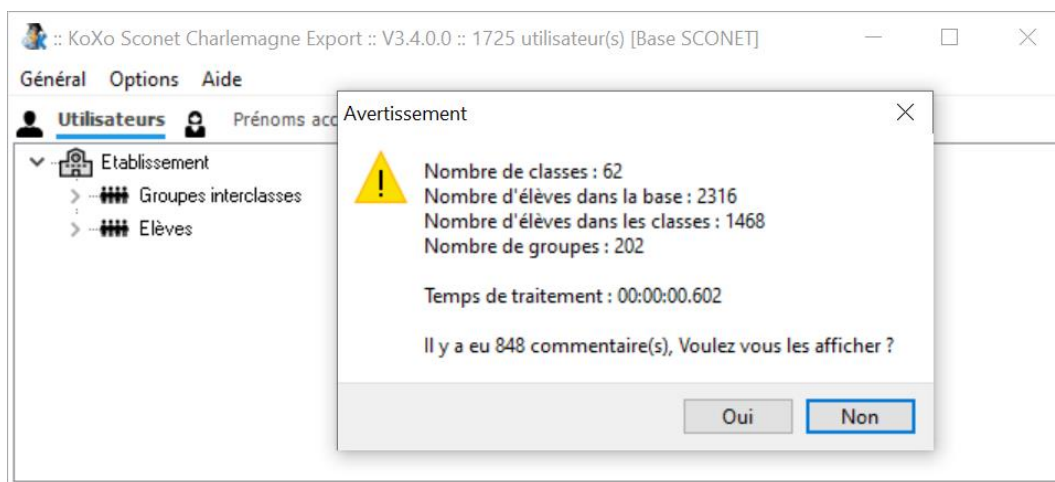 :: KoXo Sconet Charlemagne Export :: V3.4.0.0 :: 1725 utilisateur(s) [Base SCONET]
Général Options Aide
Utilisateurs Prénoms acc
Avertissement
Etablissement
Groupes interclasses
Elèves
Nombre de classes : 62
Nombre d'élèves dans la base : 2316
Nombre d'élèves dans les classes : 1468
Nombre de groupes : 202
Temps de traitement : 00:00:00.602
Il y a eu 848 commentaire(s), Voulez vous les afficher ?
Oui Non